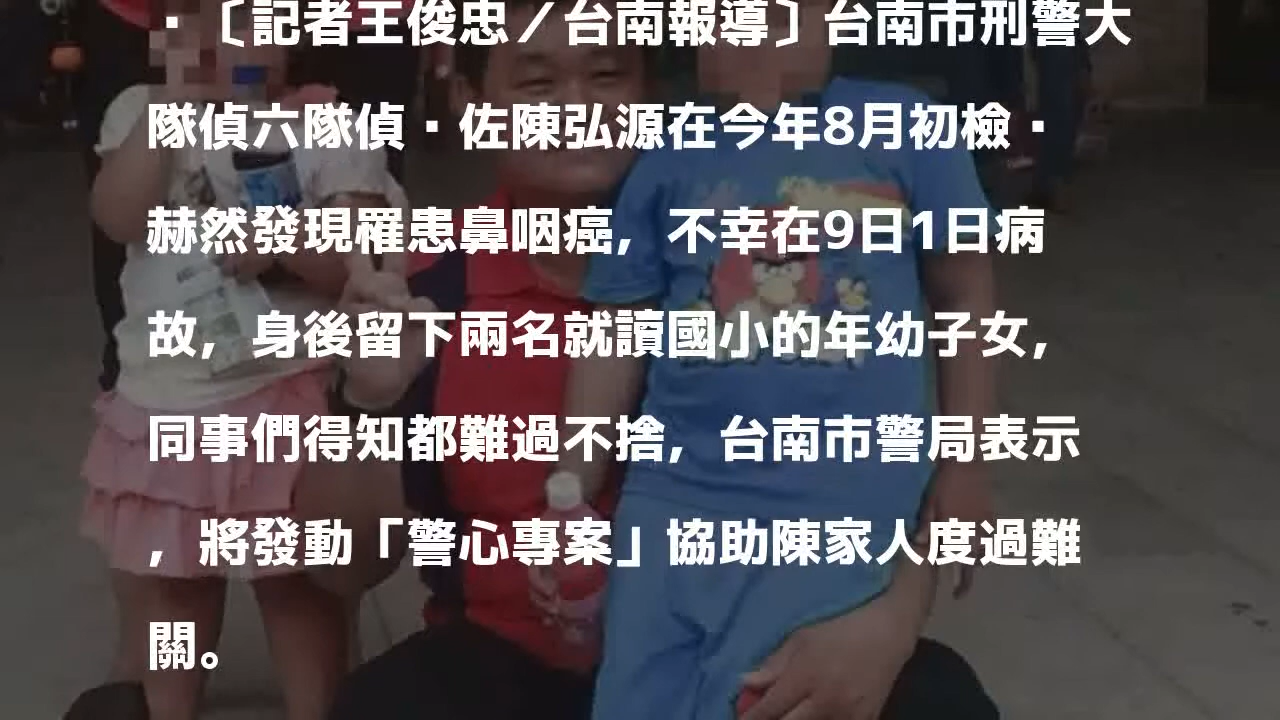 ·〔記者王俊忠／台南報導〕台南市刑警大
隊偵六隊偵·佐陳弘源在今年8月初檢·
赫然發現罹患鼻咽癌，不幸在9日1日病
故，身後留下兩名就讀國小的年幼子女，
同事們得知都難過不捨，台南市警局表示
，將發動「警心專案」協助陳家人度過難
關。